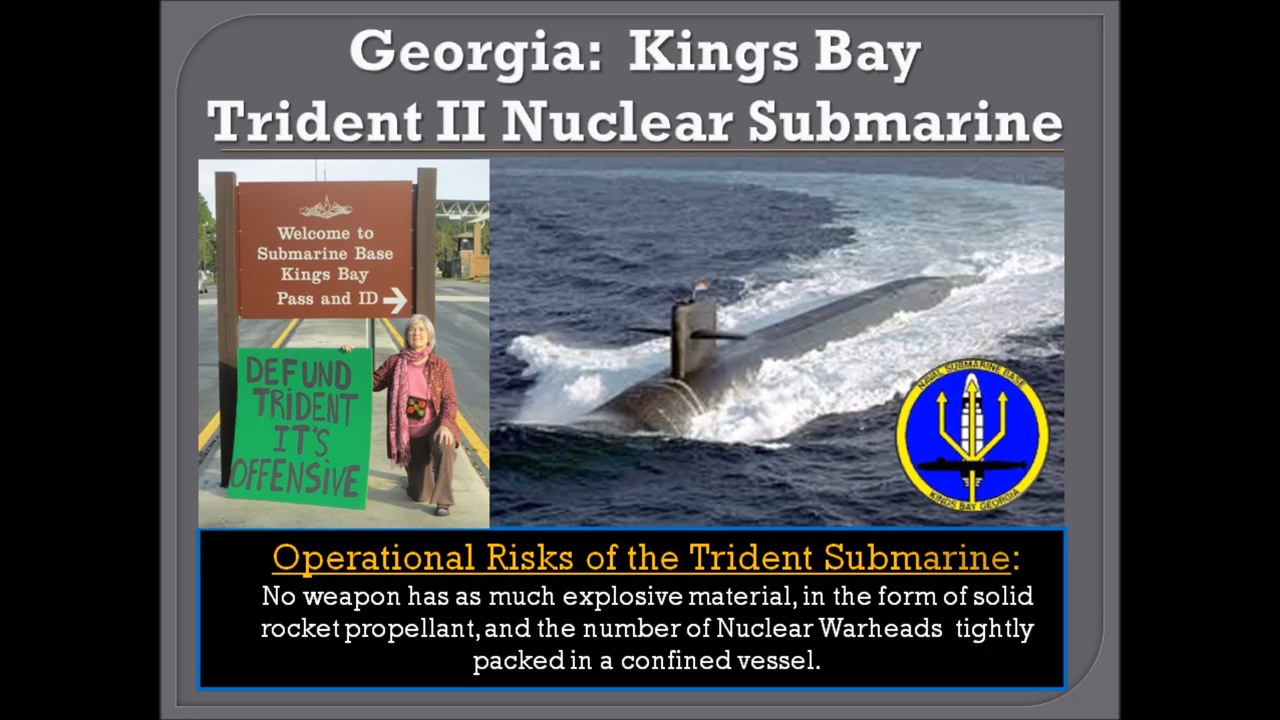 Georgia:  Kings Bay
Trident II Nuclear Submarine
Welcome to
Submarine Base
Kings Bay
Pass and ID
DEFUND
TRIDENT
IT'S
OFFENSIVE
NAVAL SUBMARINE BASE
KINGS BAY GEORGIA
Operational Risks of the Trident Submarine:
No weapon has as much explosive material, in the form of solid
rocket propellant, and the number of Nuclear Warheads  tightly
packed in a confined vessel.